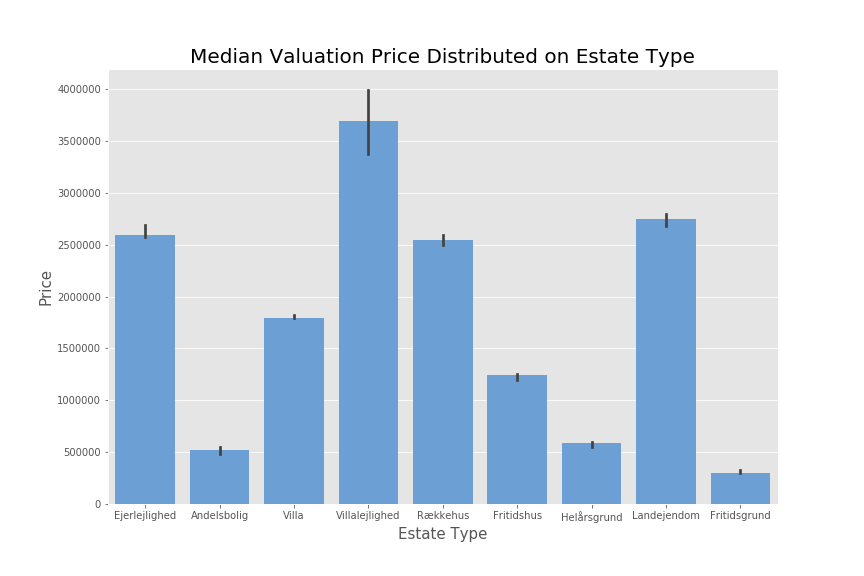 Median Valuation Price Distributed on Estate Type
4000000
3500000
3000000
2500000
2000000
1500000
1000000
500000
0
Price
Ejerlejlighed Andelsbolig Villa Villalejlighed Rækkehus Fritidshus Helårsgrund Landejendom Fritidsgrund
Estate Type